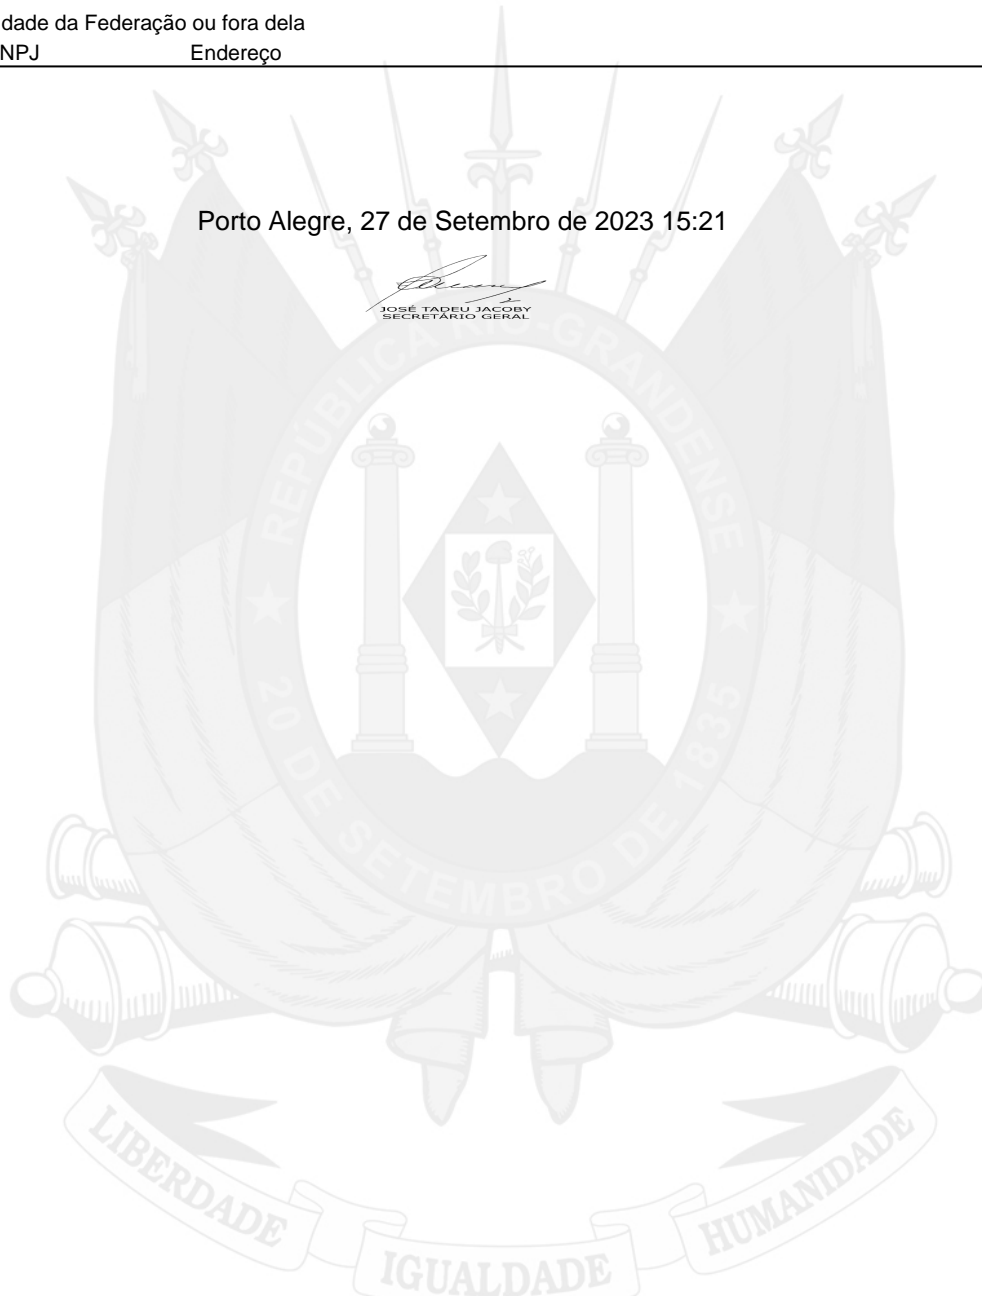 dade da Federação ou fora dela
NPJ Endereço
Porto Alegre, 27 de Setembro de 2023 15:21
JOSÉ TADEU JACOBY
SECRETÁRIO GERAL
REPÚBLICA RIO-GRANDENSE
20 DE SETEMBRO DE 1835
LIBERDADE
IGUALDADE
HUMANIDADE